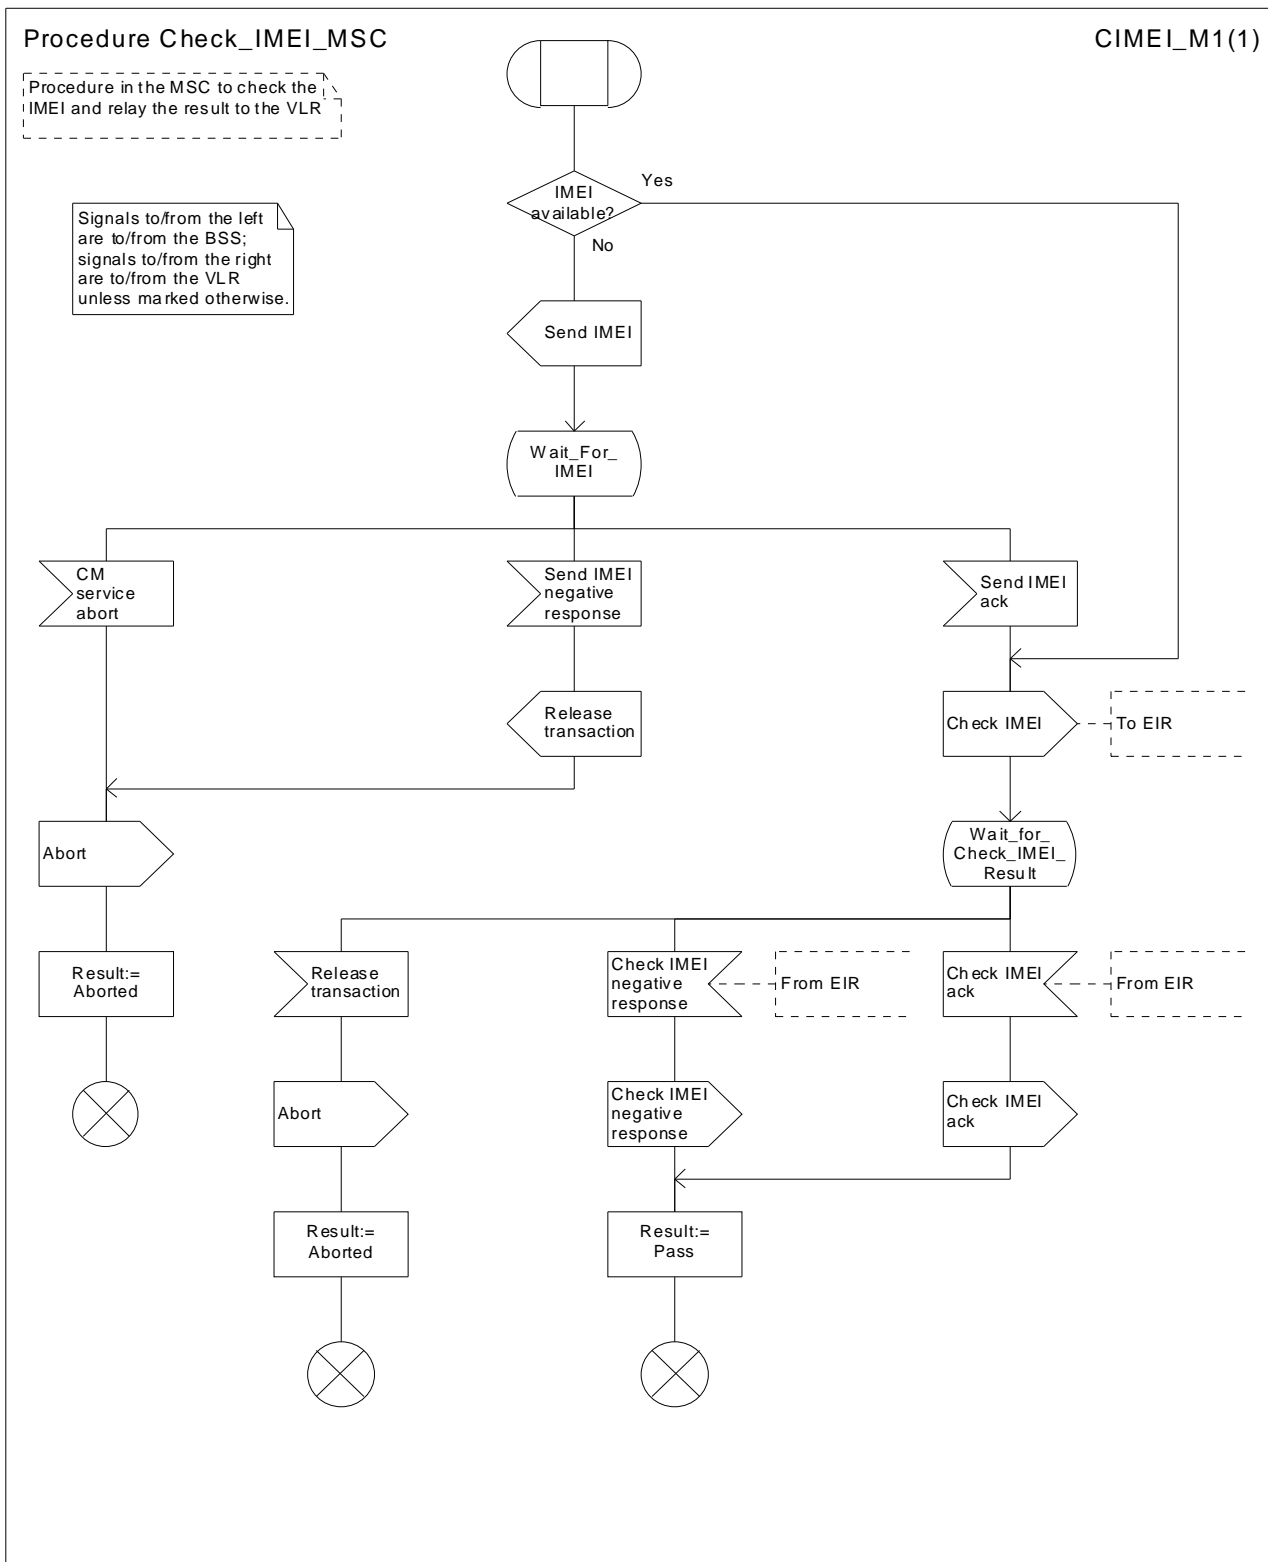 Procedure Check_IMEI_MSC
CIMEI_M1(1)
Procedure in the MSC to check the
IMEI and relay the result to the VLR
Signals to/from the left
are to/from the BSS;
signals to/from the right
are to/from the VLR
unless marked otherwise.
IMEI
available?
Yes
No
Send IMEI
Wait_For_
IMEI
CM
service
abort
Send IMEI
negative
response
Send IMEI
ack
Release
transaction
Check IMEI
To EIR
Abort
Wait_for_
Check_IMEI_
Result
Result:=
Aborted
Release
transaction
Check IMEI
negative
response
From EIR
Check IMEI
ack
From EIR
Abort
Check IMEI
negative
response
Check IMEI
ack
Result:=
Aborted
Result:=
Pass